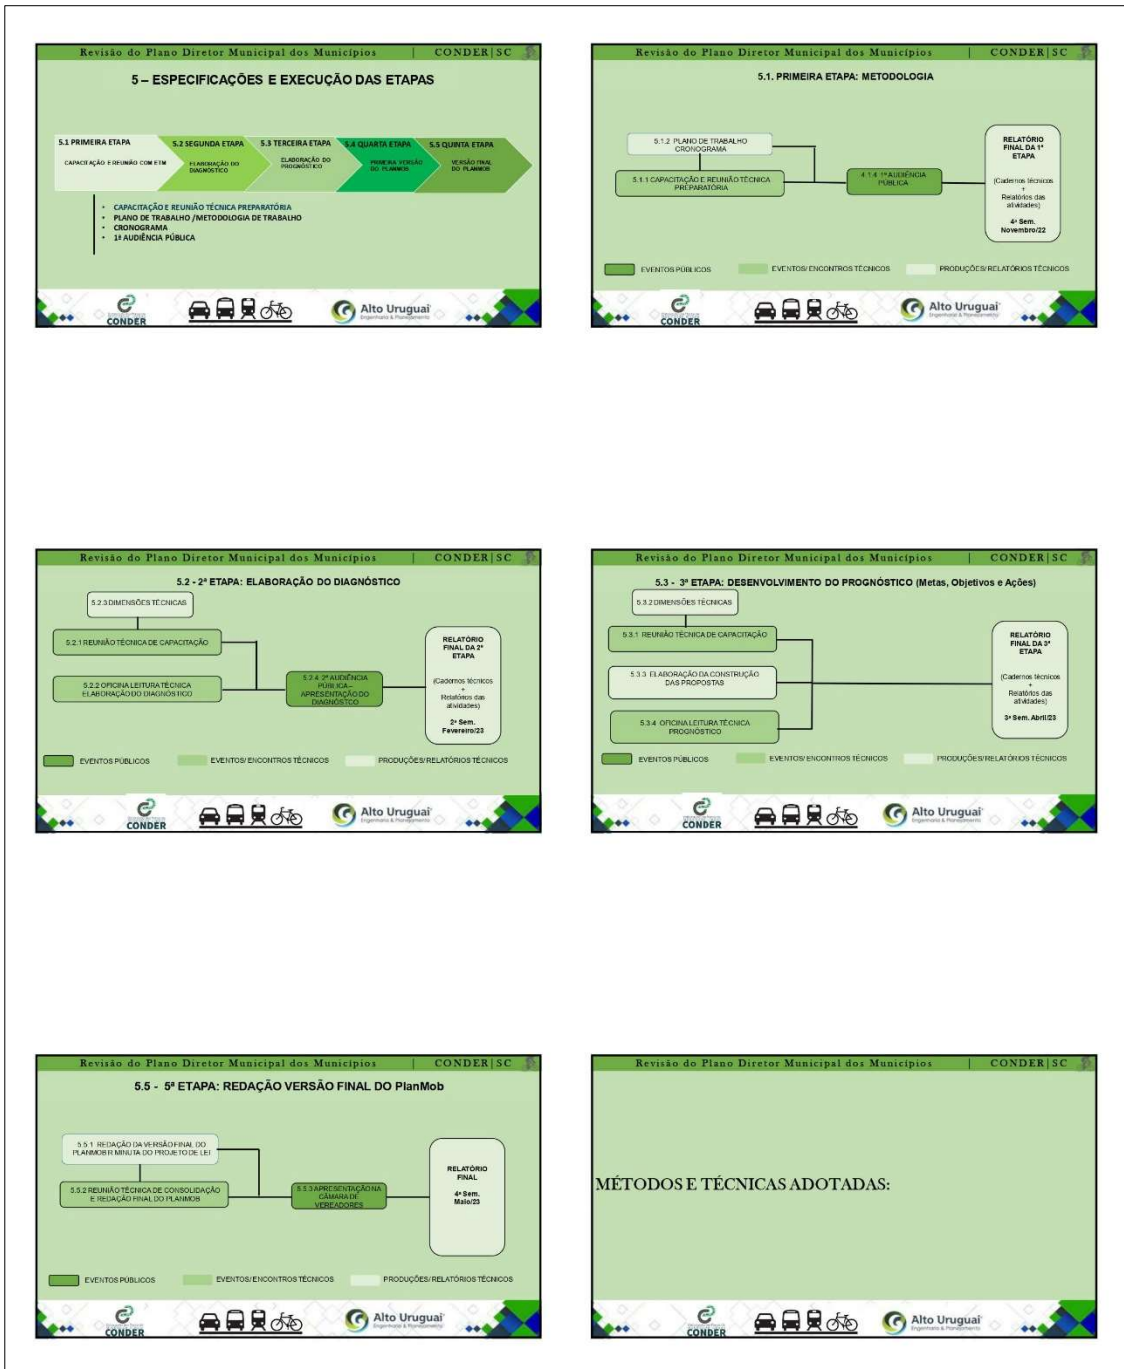 Revisão do Plano Diretor Municipal dos Municípios | CONDER|SC
5 – ESPECIFICAÇÕES E EXECUÇÃO DAS ETAPAS
5.1 PRIMEIRA ETAPA
CAPACITAÇÃO E REUNIÃO COM ETM
5.2 SEGUNDA ETAPA
ELABORAÇÃO DO
DIAGNÓSTICO
5.3 TERCEIRA ETAPA
ELABORAÇÃO DO
PROGNÓSTICO
5.4 QUARTA ETAPA
PRIMEIRA VERSÃO
DO PLANMOB
5.5 QUINTA ETAPA
VERSÃO FINAL
DO PLANMOB
• CAPACITAÇÃO E REUNIÃO TÉCNICA PREPARATÓRIA
• PLANO DE TRABALHO /METODOLOGIA DE TRABALHO
• CRONOGRAMA
• 1ª AUDIÊNCIA PÚBLICA
CONDER
Alto Uruguai
Engenharia & Planejamento
Revisão do Plano Diretor Municipal dos Municípios | CONDER|SC
5.1. PRIMEIRA ETAPA: METODOLOGIA
5.1.2 PLANO DE TRABALHO
CRONOGRAMA
5.1.1 CAPACITAÇÃO E REUNIÃO TÉCNICA
PREPARATÓRIA
4.1.4 1ª AUDIÊNCIA
PÚBLICA
RELATÓRIO
FINAL DA 1ª
ETAPA
(Cadernos técnicos
+
Relatórios das
atividades)
4ª Sem.
Novembro/22
EVENTOS PÚBLICOS
EVENTOS/ ENCONTROS TÉCNICOS
PRODUÇÕES/RELATÓRIOS TÉCNICOS
CONDER
Alto Uruguai
Engenharia & Planejamento
Revisão do Plano Diretor Municipal dos Municípios | CONDER|SC
5.2 - 2ª ETAPA: ELABORAÇÃO DO DIAGNÓSTICO
5.2.3 DIMENSÕES TÉCNICAS
5.2.1 REUNIÃO TÉCNICA DE CAPACITAÇÃO
5.2.2 OFICINA LEITURA TÉCNICA
ELABORAÇÃO DO DIAGNÓSTICO
5.2.4 2ª AUDIÊNCIA
PÚBLICA –
APRESENTAÇÃO DO
DIAGNÓSTCO
RELATÓRIO
FINAL DA 2ª
ETAPA
(Cadernos técnicos
+
Relatórios das
atividades)
2ª Sem.
Fevereiro/23
EVENTOS PÚBLICOS
EVENTOS/ ENCONTROS TÉCNICOS
PRODUÇÕES/RELATÓRIOS TÉCNICOS
CONDER
Alto Uruguai
Engenharia & Planejamento
Revisão do Plano Diretor Municipal dos Municípios | CONDER|SC
5.3 - 3ª ETAPA: DESENVOLVIMENTO DO PROGNÓSTICO (Metas, Objetivos e Ações)
5.3.2 DIMENSÕES TÉCNICAS
5.3.1 REUNIÃO TÉCNICA DE CAPACITAÇÃO
5.3.3 ELABORAÇÃO DA CONSTRUÇÃO
DAS PROPOSTAS
5.3.4 OFICINA LEITURA TÉCNICA
PROGNÓSTICO
RELATÓRIO
FINAL DA 3ª
ETAPA
(Cadernos técnicos
+
Relatórios das
atividades)
3ª Sem. Abril/23
EVENTOS PÚBLICOS
EVENTOS/ ENCONTROS TÉCNICOS
PRODUÇÕES/RELATÓRIOS TÉCNICOS
CONDER
Alto Uruguai
Engenharia & Planejamento
Revisão do Plano Diretor Municipal dos Municípios | CONDER|SC
5.5 - 5ª ETAPA: REDAÇÃO VERSÃO FINAL DO PlanMob
5.5.1 REDAÇÃO DA VERSÃO FINAL DO
PLANMOB R MINUTA DO PROJETO DE LEI
5.5.2 REUNIÃO TÉCNICA DE CONSOLIDAÇÃO
E REDAÇÃO FINAL DO PLANMOB
5.5.3 APRESENTAÇÃO NA
CÂMARA DE
VEREADORES
RELATÓRIO
FINAL
4ª Sem.
Maio/23
EVENTOS PÚBLICOS
EVENTOS/ ENCONTROS TÉCNICOS
PRODUÇÕES/RELATÓRIOS TÉCNICOS
CONDER
Alto Uruguai
Engenharia & Planejamento
Revisão do Plano Diretor Municipal dos Municípios | CONDER|SC
MÉTODOS E TÉCNICAS ADOTADAS:
CONDER
Alto Uruguai
Engenharia & Planejamento